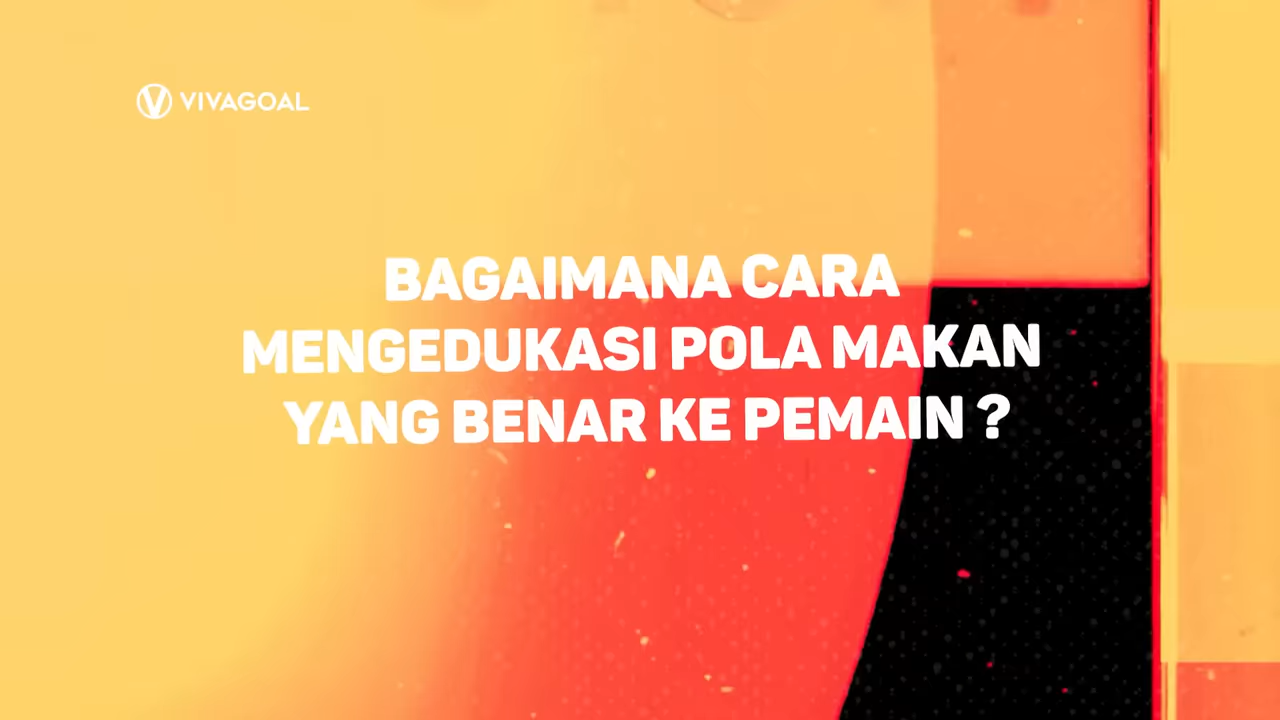 VIVAGOAL
BAGAIMANA CARA
MENGEDUKASI POLA MAKAN
YANG BENAR KE PEMAIN ?